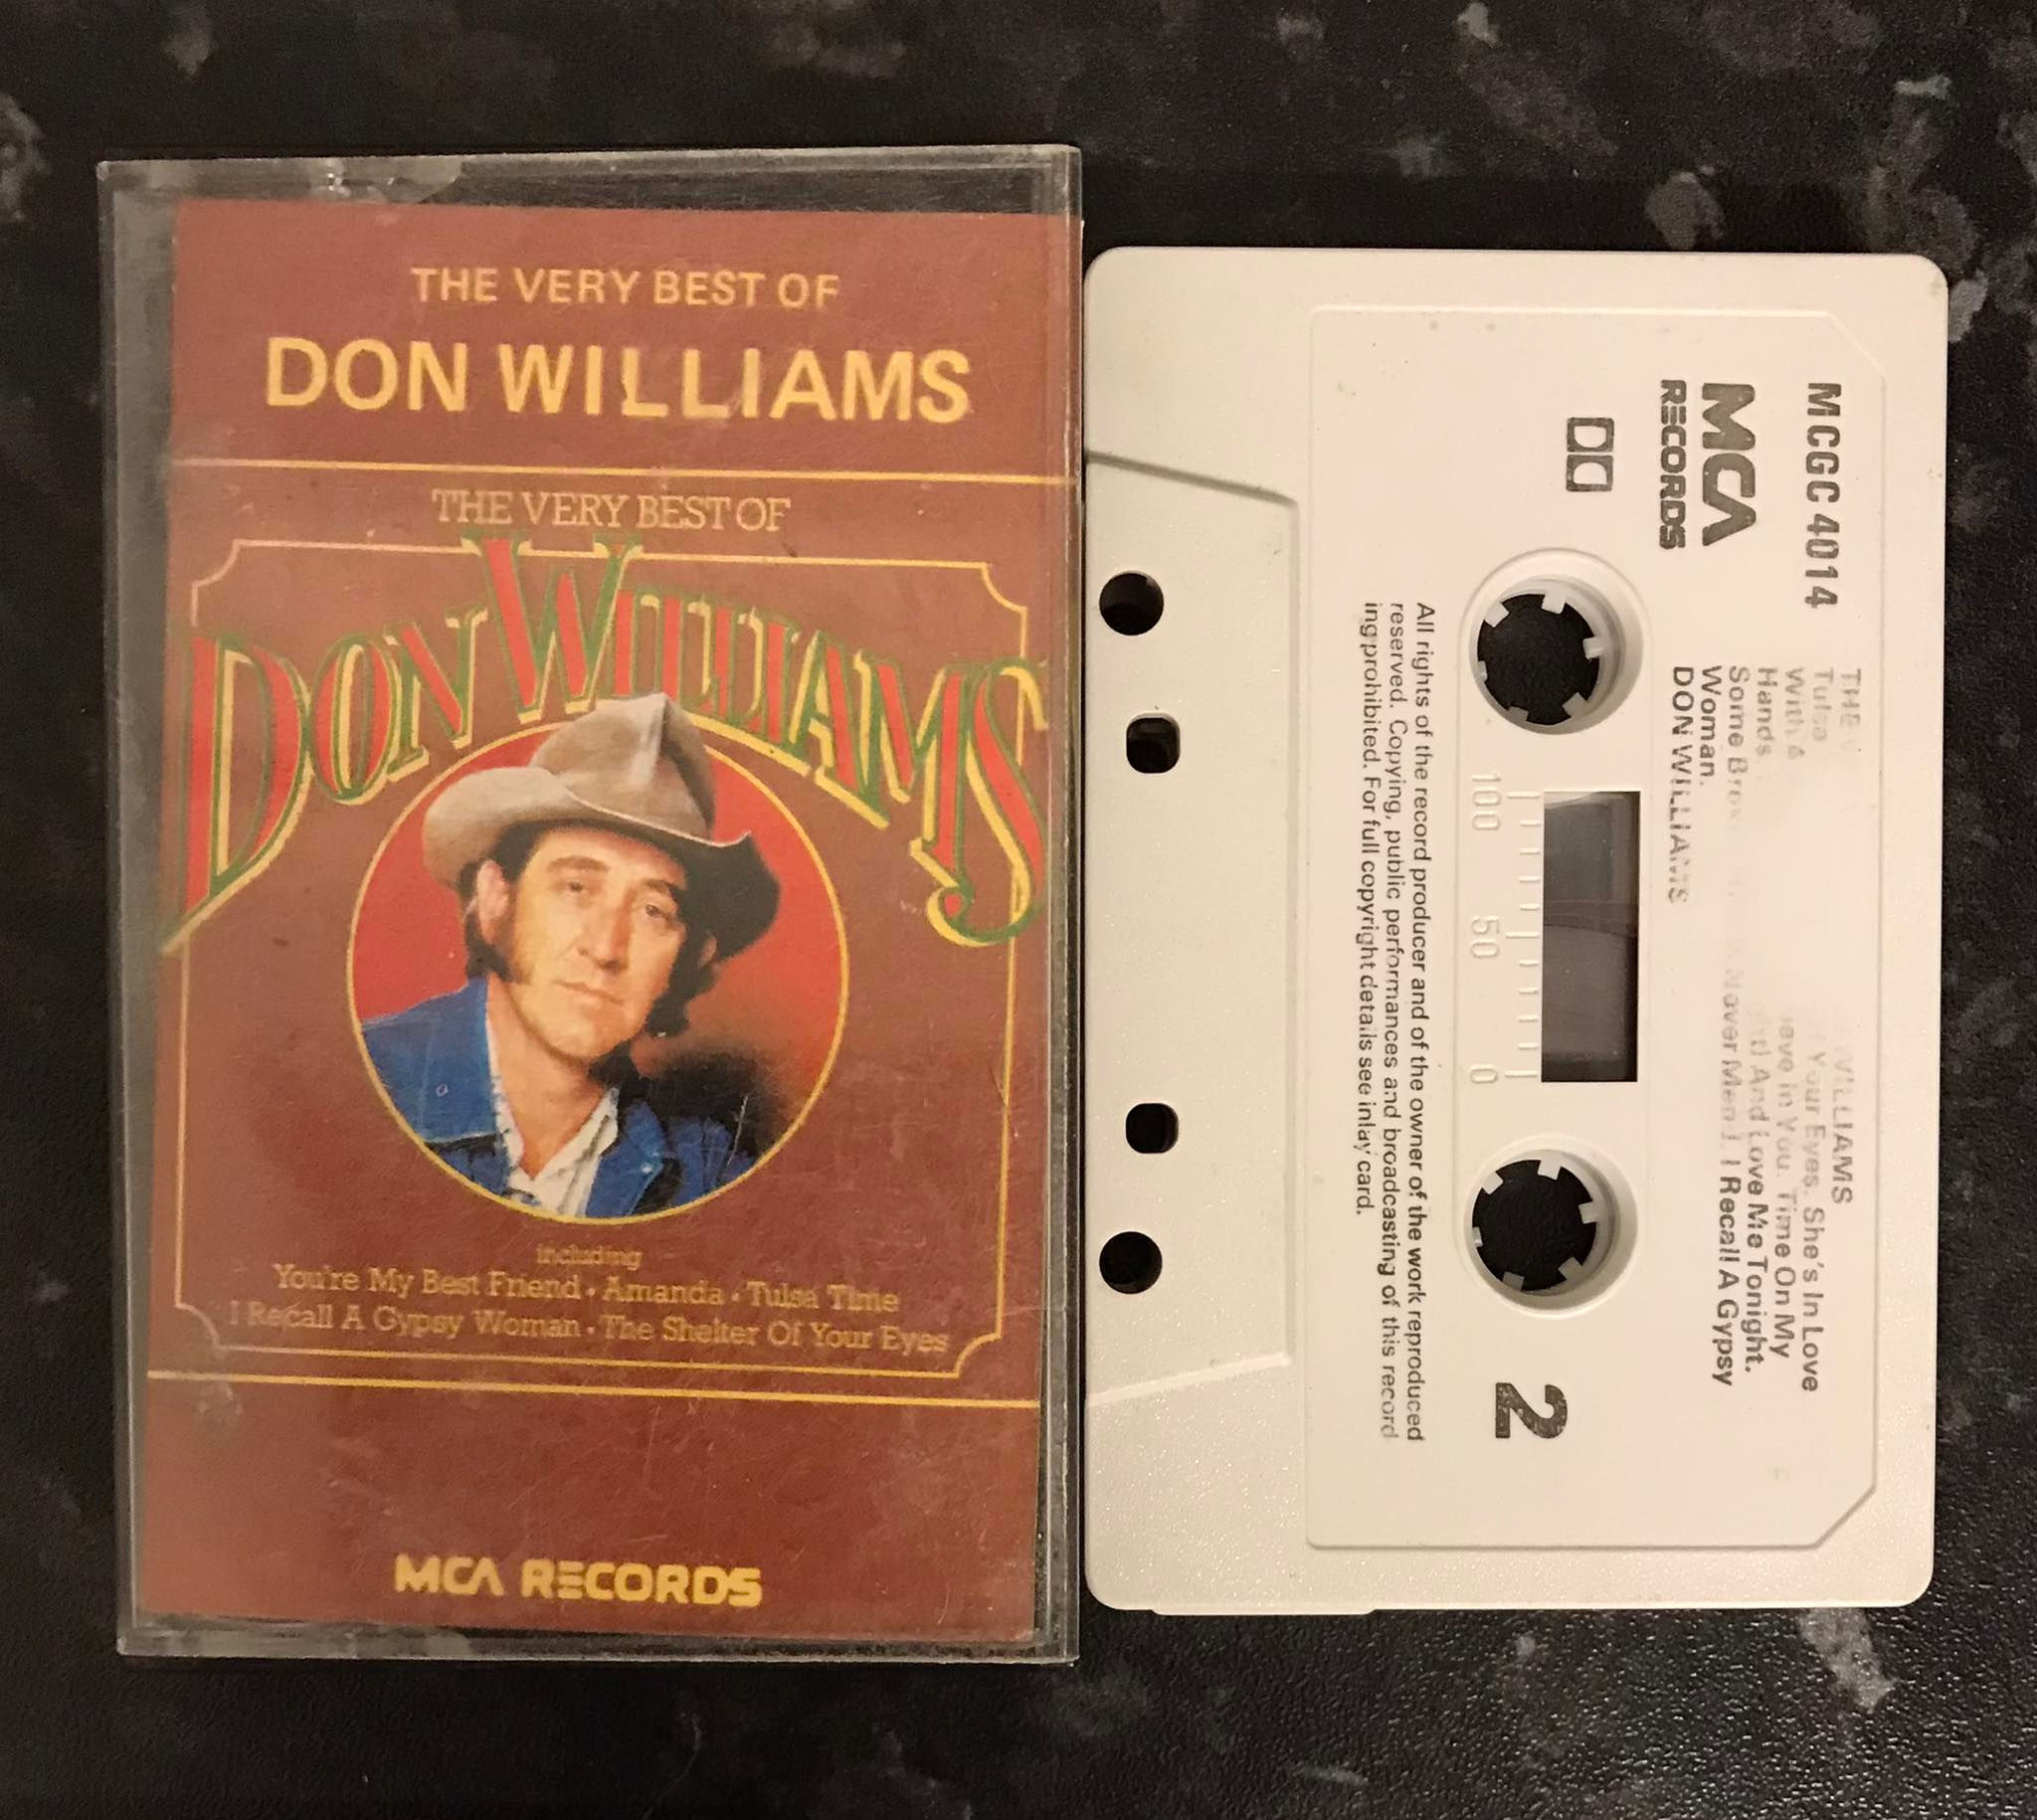 THE VERY BEST OF
DON WILLIAMS
THE VERY BEST OF
DON WILLIAMS
including
You're My Best Friend • Amanda • Tulsa Time
I Recall A Gypsy Woman • The Shelter Of Your Eyes
MCA RECORDS
MCGC 4014
MCA
RECORDS
THE WILLIAMS
Tulsa Your Eyes. She's In Love
With in You. Time On My
Hands. And Love Me Tonight.
Some I Recall A Gypsy
Woman.
DON WILLIAMS
100 50 0
2
All rights of the record producer and of the owner of the work reproduced
reserved. Copying, public performances and broadcasting of this record
ing prohibited. For full copyright details see inlay card.